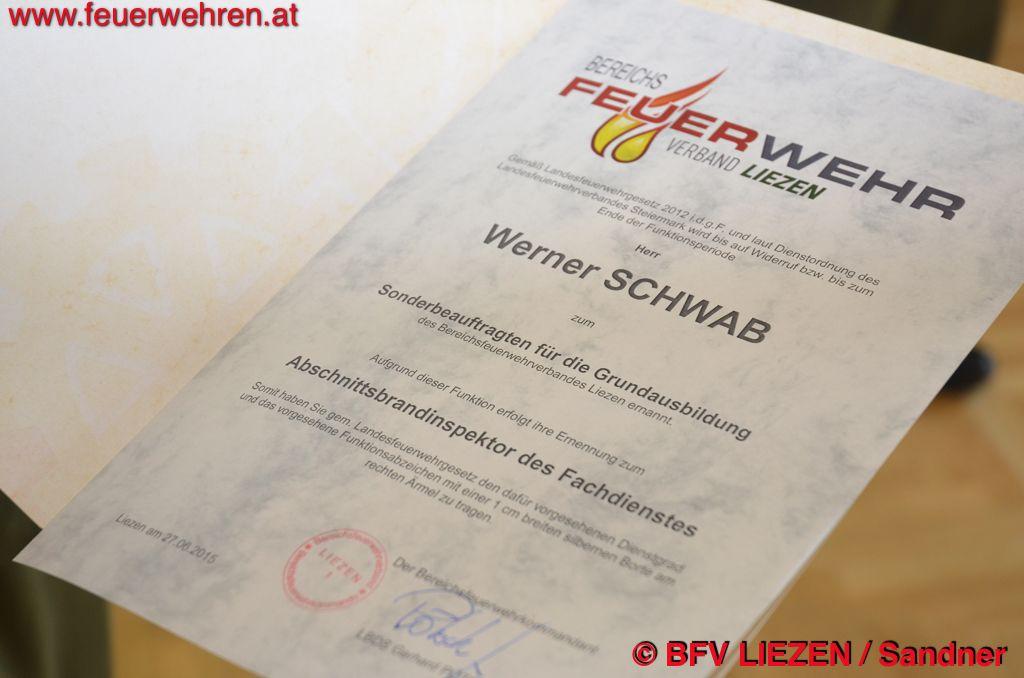 www.feuerwehren.at
BEREICHS
FEUERWEHR
VERBAND LIEZEN
Gemäß Landesfeuerwehrgesetz 2012 i.d.g.F. und laut Dienstordnung des
Landesfeuerwehrverbandes Steiermark wird bis auf Widerruf bzw. bis zum
Ende der Funktionsperiode
Herr
Werner SCHWAB
zum
Sonderbeauftragten für die Grundausbildung
des Bereichsfeuerwehrverbandes Liezen ernannt.
Aufgrund dieser Funktion erfolgt ihre Ernennung zum
Abschnittsbrandinspektor des Fachdienstes
Somit haben Sie gem. Landesfeuerwehrgesetz den dafür vorgesehenen Dienstgrad
und das vorgesehene Funktionsabzeichen mit einer 1 cm breiten silbernen Borte am
rechten Ärmel zu tragen.
Liezen am 27.06.2015
LIEZEN
Der Bereichsfeuerwehrkommandant
LBDS Gerhard
© BFV LIEZEN / Sandner